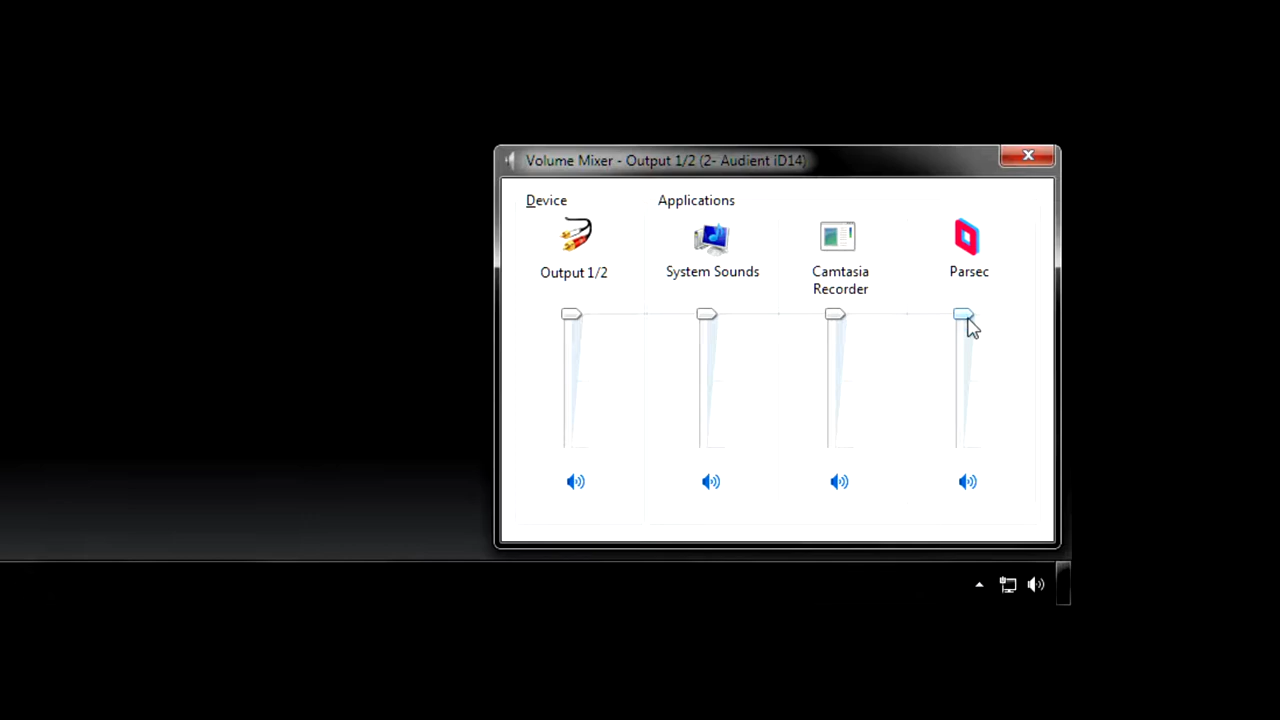 Volume Mixer - Output 1/2 (2- Audient iD14)
Device
Applications
Output 1/2
System Sounds
Camtasia
Recorder
Parsec